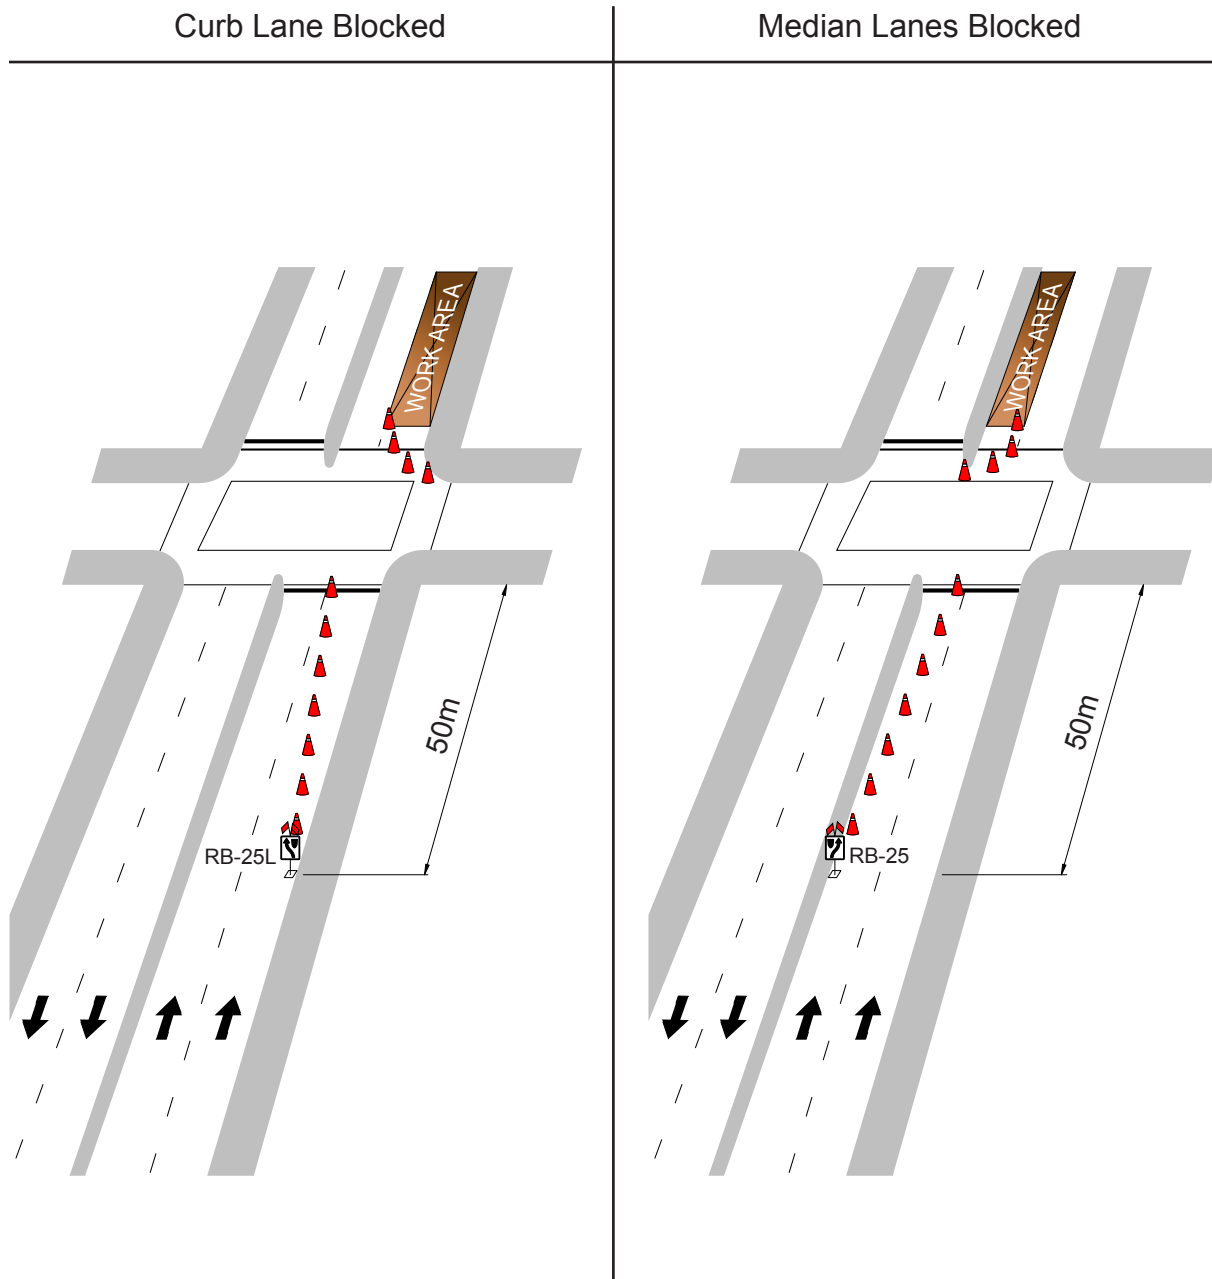 Curb Lane Blocked
Median Lanes Blocked
WORK AREA
WORK AREA
50m
50m
RB-25L
RB-25